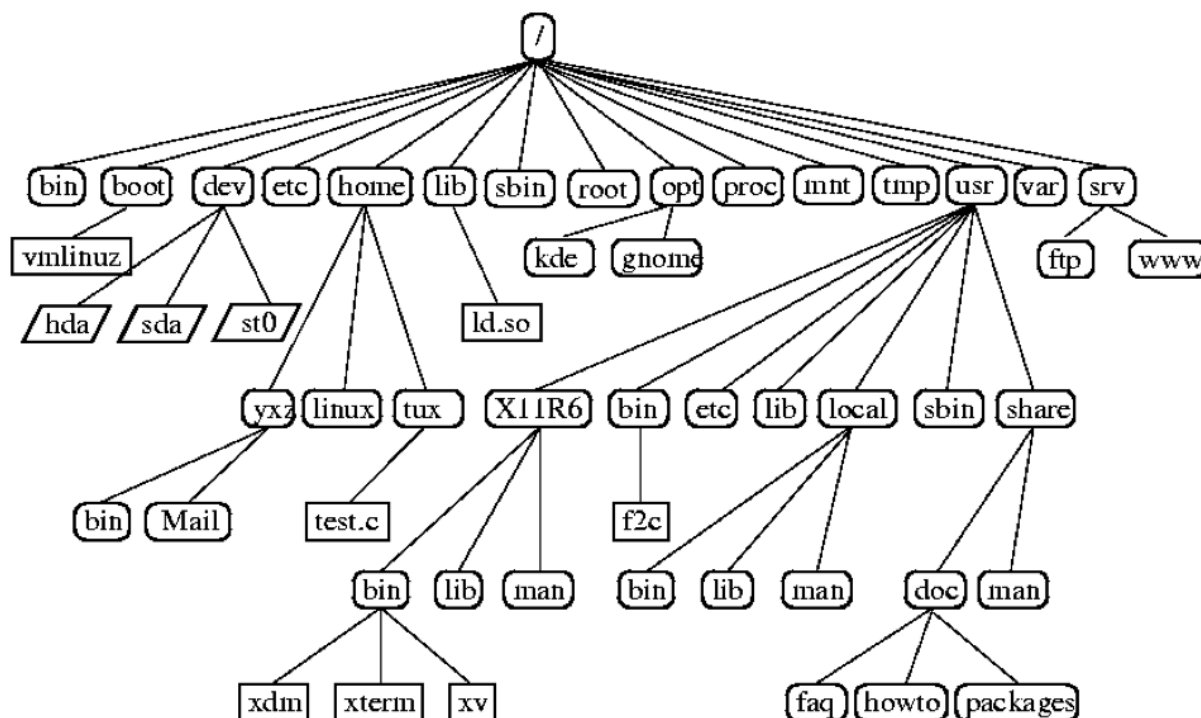 /
bin boot dev etc home lib sbin root opt proc mnt tmp usr var srv
vmlinuz kde gnome ftp www
hda sda st0 ld.so
yxz linux tux X11R6 bin etc lib local sbin share
bin Mail test.c f2c
bin lib man bin lib man doc man
xdm xterm xv faq howto packages